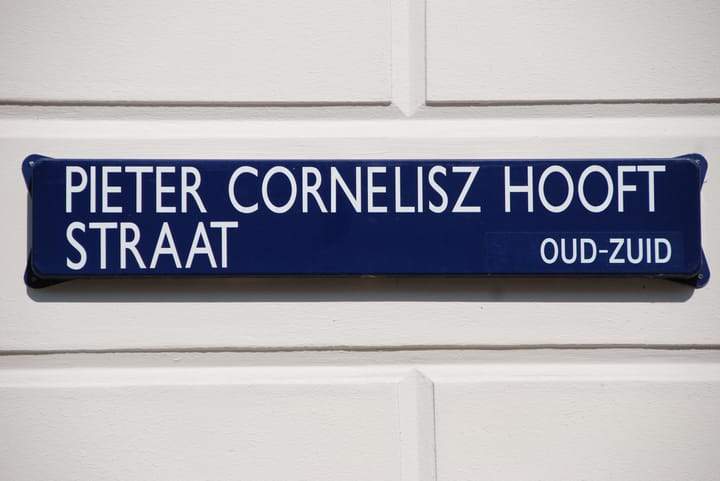 PIETER CORNELISZ HOOFT
STRAAT
OUD-ZUID